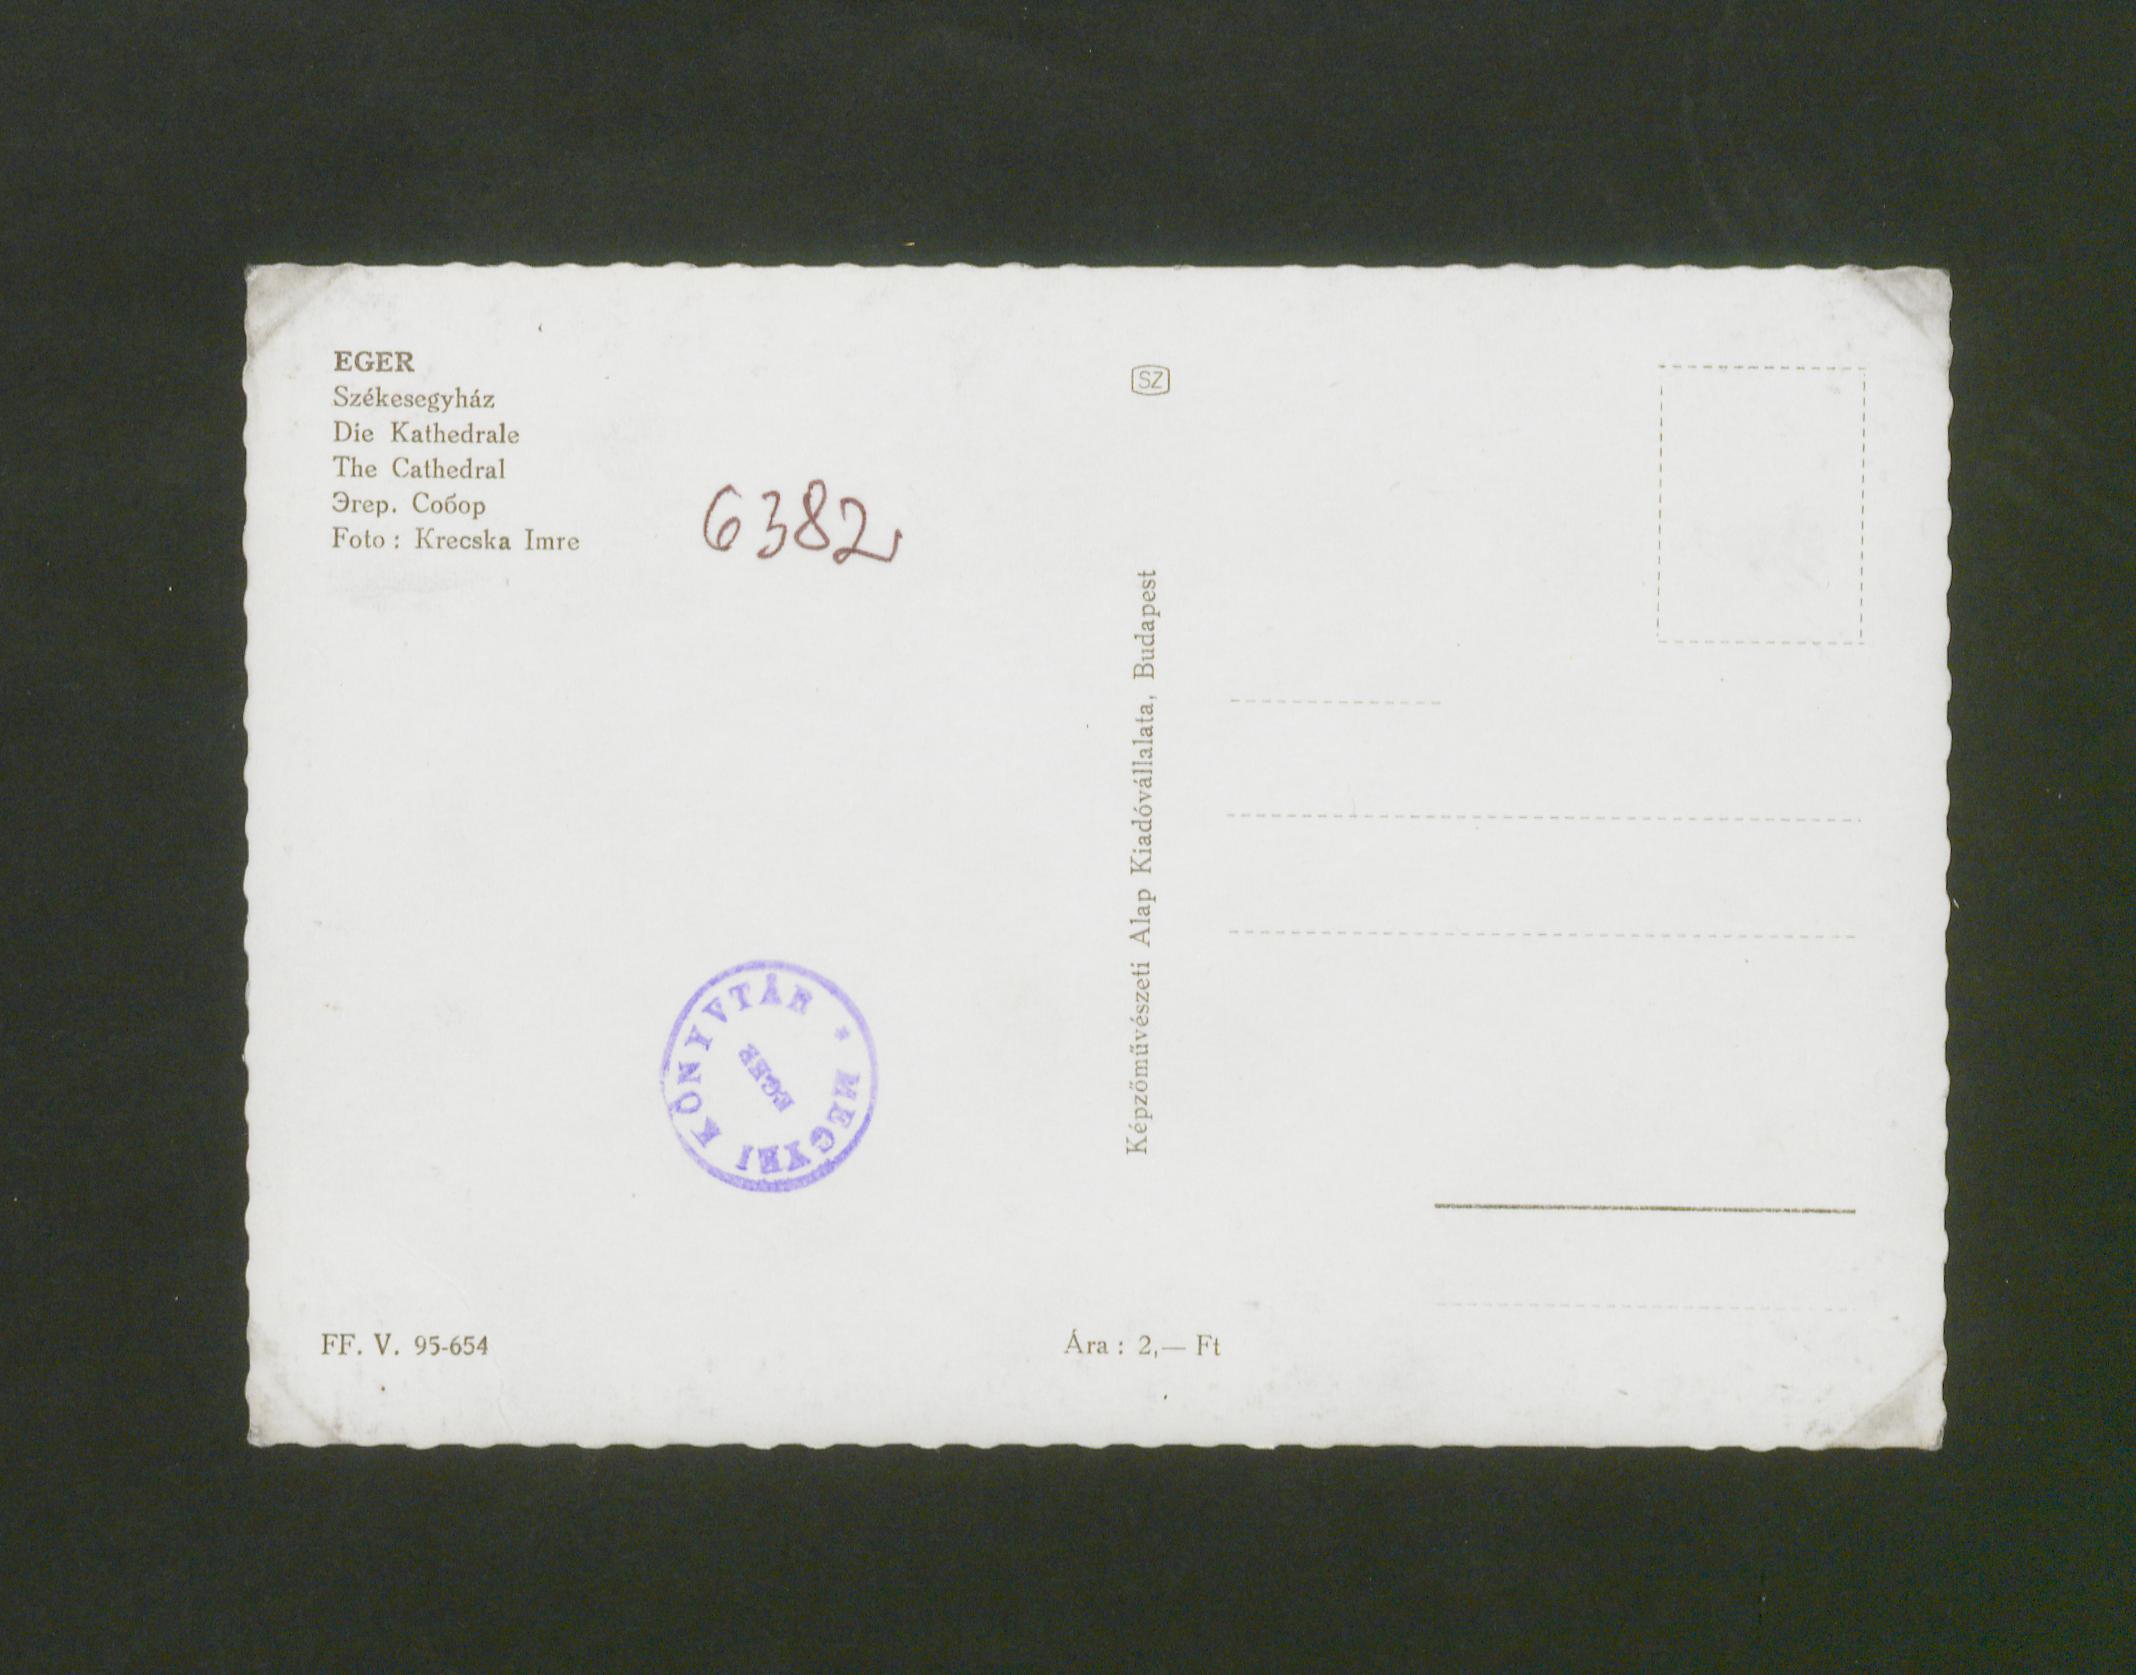 EGER
Székesegyház
Die Kathedrale
The Cathedral
Эгер. Собор
Foto : Krecska Imre
6382
SZ
Képzőművészeti Alap Kiadóvállalata, Budapest
MEGYEI KÖNYVTÁR *
EGER
FF. V. 95-654
Ára : 2,— Ft